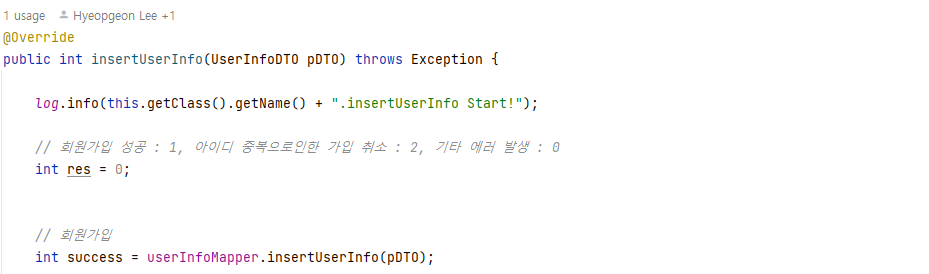 1 usage Hyeopgeon Lee +1
@Override
public int insertUserInfo(UserInfoDTO pDTO) throws Exception {
log.info(this.getClass().getName() + ".insertUserInfo Start!");
// 회원가입 성공 : 1, 아이디 중복으로인한 가입 취소 : 2, 기타 에러 발생 : 0
int res = 0;
// 회원가입
int success = userInfoMapper.insertUserInfo(pDTO);